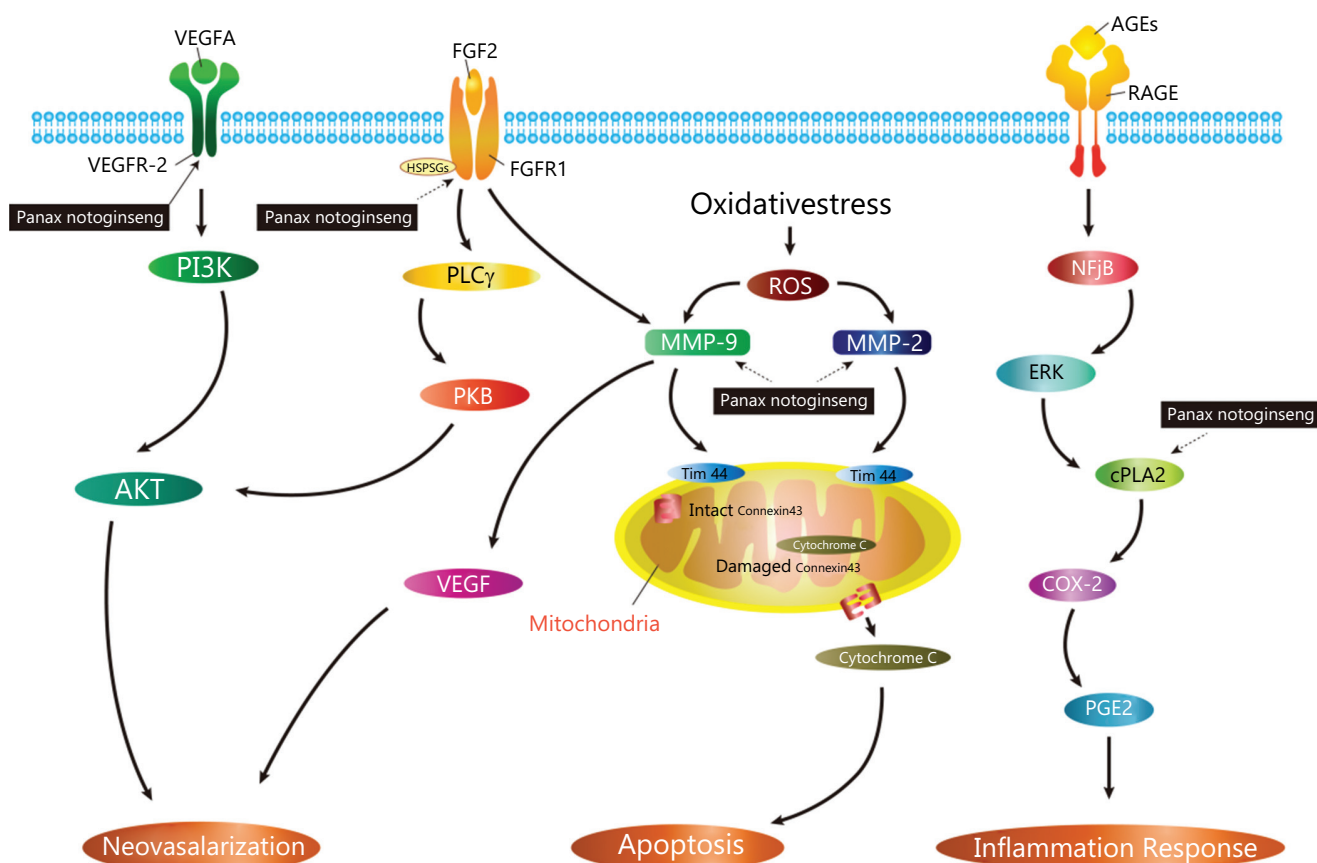 VEGFA
FGF2
AGEs
RAGE
VEGFR-2
HSPSGs
FGFR1
Panax notoginseng
Panax notoginseng
Oxidativestress
PI3K
PLCγ
ROS
NFjB
MMP-9
MMP-2
ERK
PKB
Panax notoginseng
Panax notoginseng
AKT
Tim 44
Tim 44
cPLA2
Intact Connexin43
Cytochrome C
Damaged Connexin43
VEGF
COX-2
Mitochondria
Cytochrome C
PGE2
Neovasalarization
Apoptosis
Inflammation Response